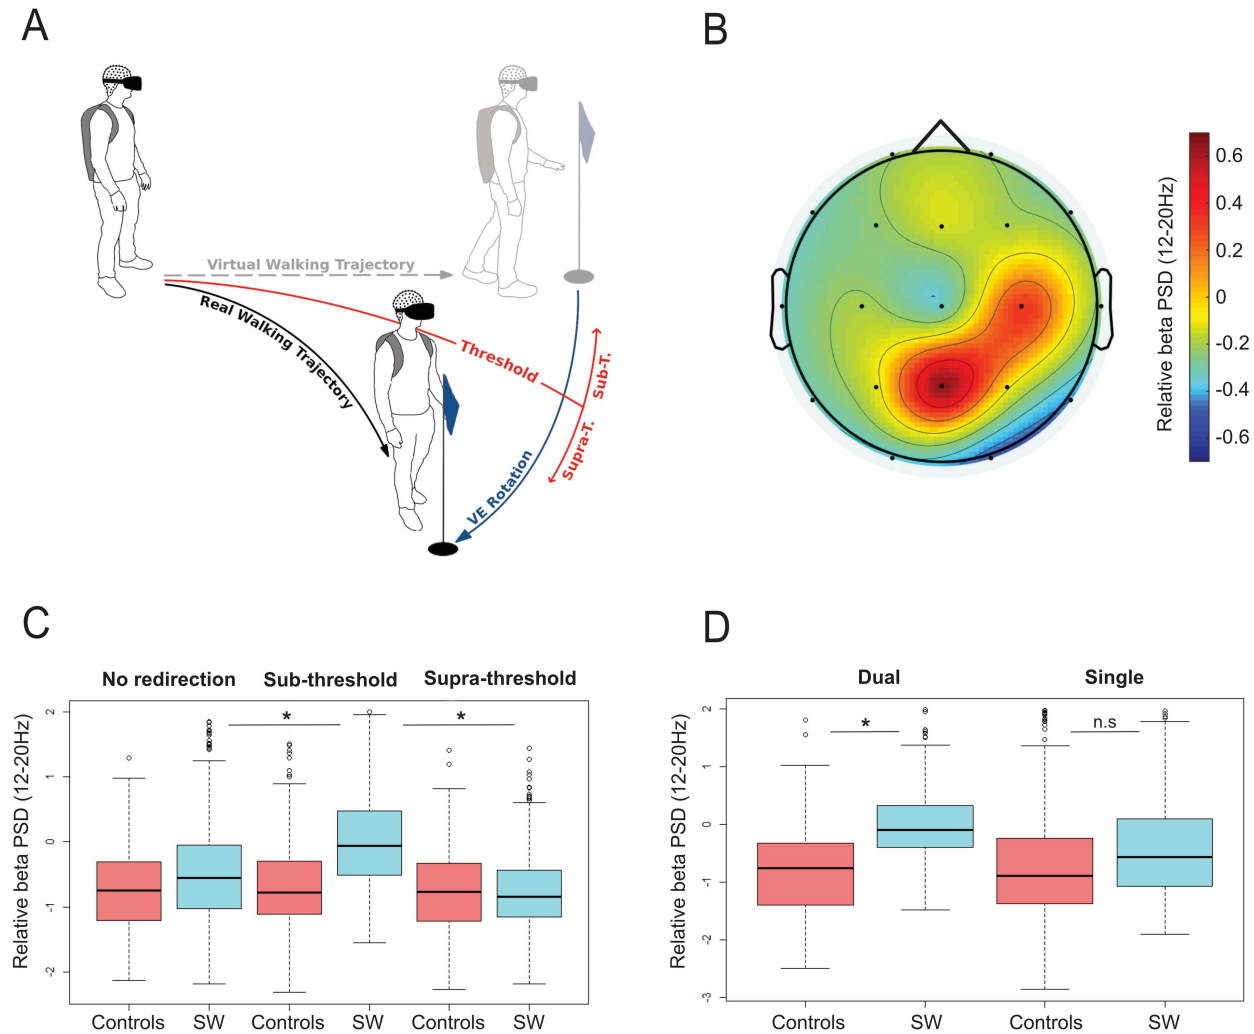 A
B
Virtual Walking Trajectory
Real Walking Trajectory
Threshold
Sub-T.
Supra-T.
VE Rotation
Relative beta PSD (12-20Hz)
0.6
0.4
0.2
0
-0.2
-0.4
-0.6
C
No redirection Sub-threshold Supra-threshold
Relative beta PSD (12-20Hz)
2
1
0
-1
-2
* *
Controls SW Controls SW Controls SW
D
Dual Single
Relative beta PSD (12-20Hz)
2
1
0
-1
-2
-3
* n.s
Controls SW Controls SW